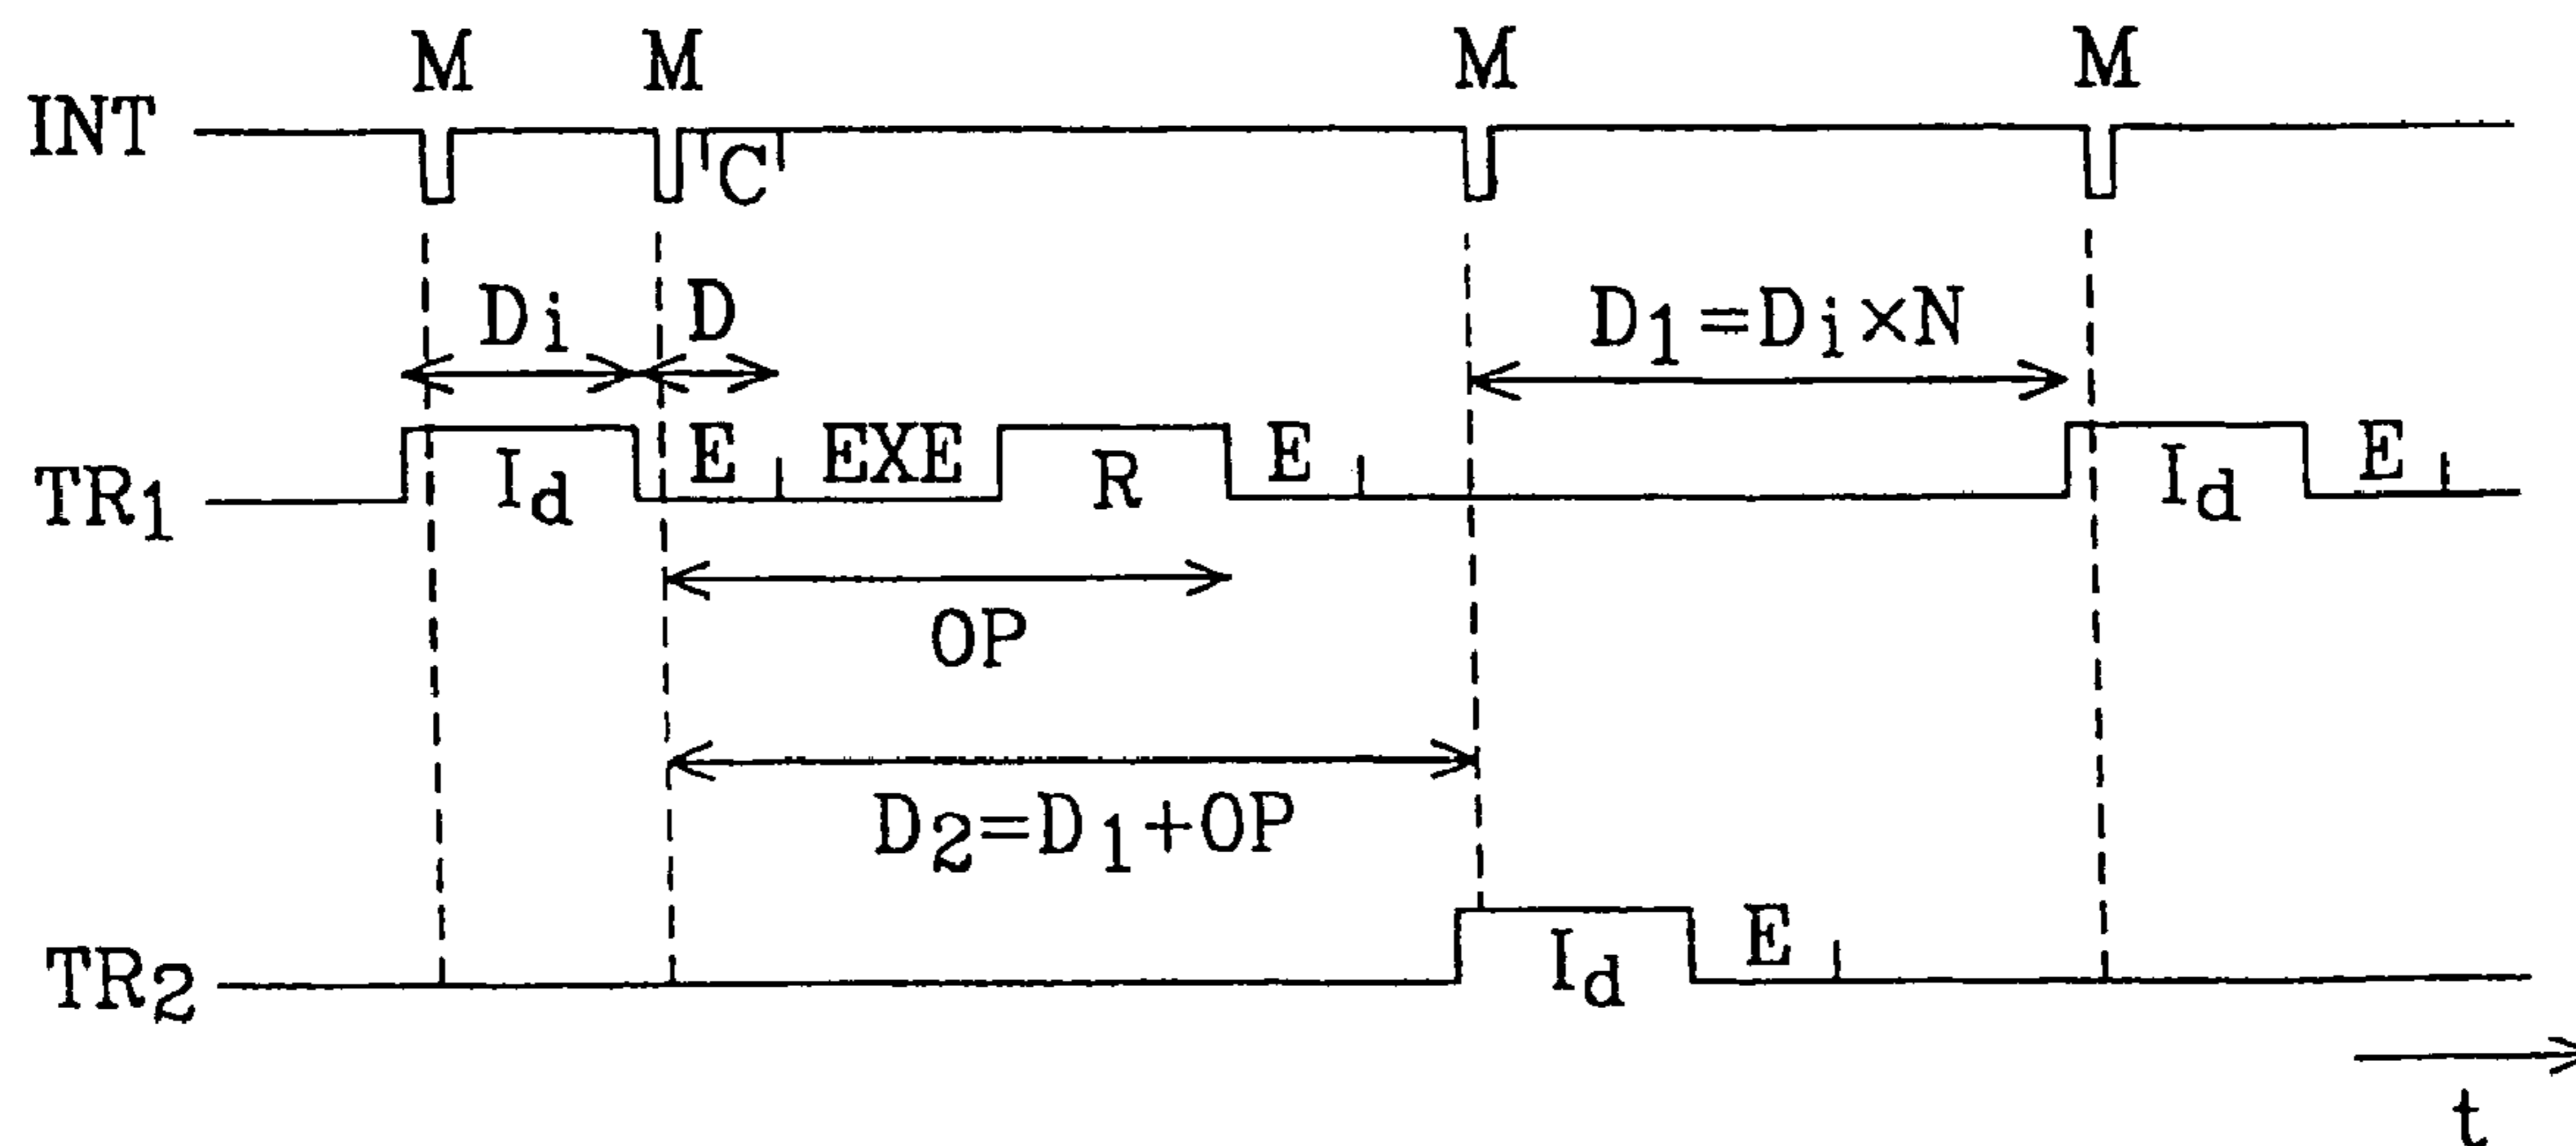 M M M M
INT C
Di D D1=Di×N
TR1 Id E EXE R E Id E
OP
D2=D1+OP
TR2 Id E
t